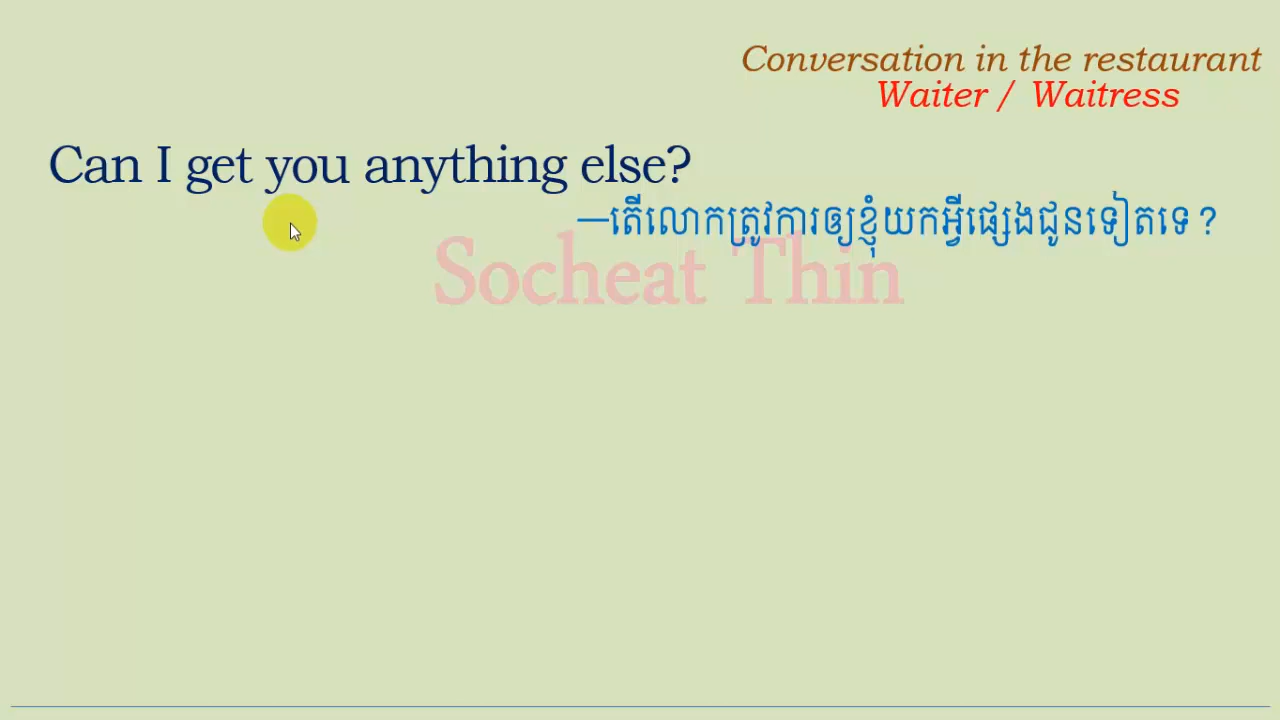 Conversation in the restaurant
Waiter / Waitress
Can I get you anything else?
—តើលោកត្រូវការឲ្យខ្ញុំយកអ្វីផ្សេងជូនទៀតទេ?
Socheat Thin